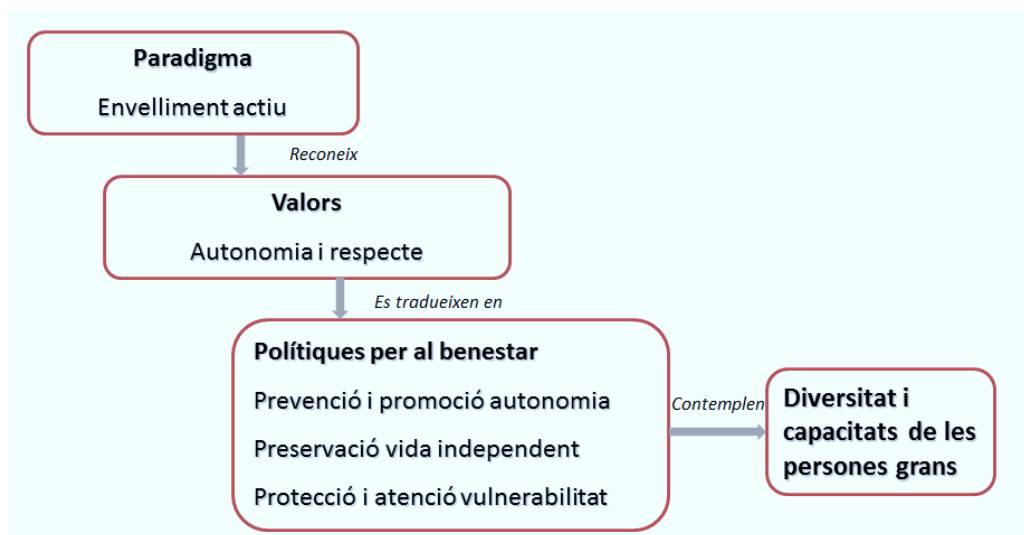 Paradigma
Envelliment actiu
Reconeix
Valors
Autonomia i respecte
Es tradueixen en
Polítiques per al benestar
Prevenció i promoció autonomia
Preservació vida independent
Protecció i atenció vulnerabilitat
Contemplen
Diversitat i
capacitats de les
persones grans